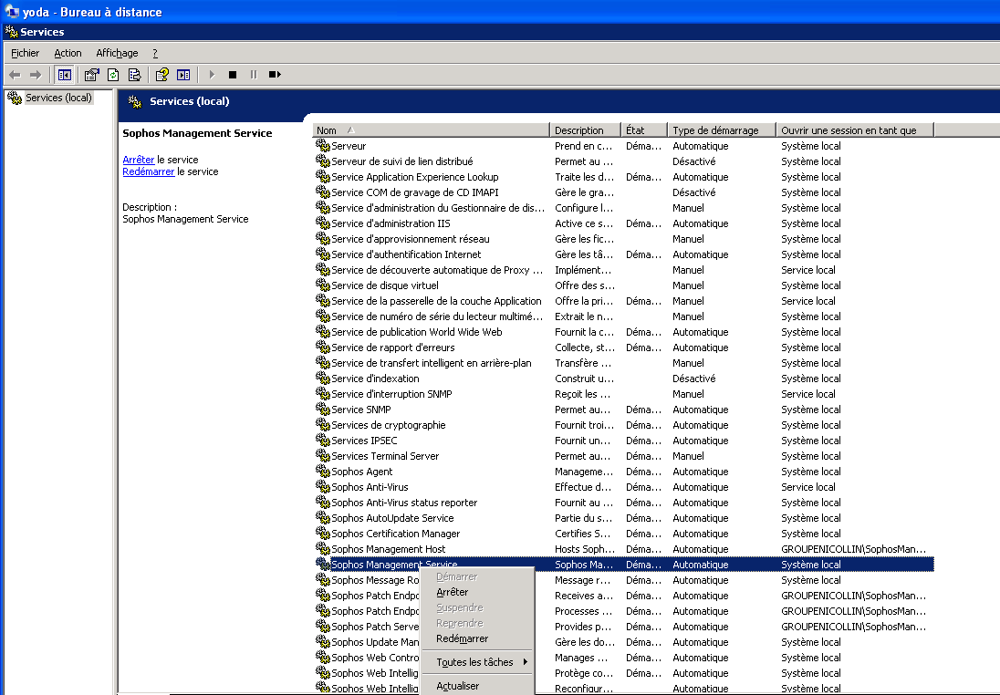 yoda - Bureau à distance
Services
Fichier Action Affichage ?
Services (local)
Services (local)
Sophos Management Service
Arrêter le service
Redémarrer le service
Description :
Sophos Management Service
Nom Description État Type de démarrage Ouvrir une session en tant que
Serveur Prend en c... Déma... Automatique Système local
Serveur de suivi de lien distribué Permet au ... Désactivé Système local
Service Application Experience Lookup Traite les d... Déma... Automatique Système local
Service COM de gravage de CD IMAPI Gère le gra... Désactivé Système local
Service d'administration du Gestionnaire de dis... Configure l... Manuel Système local
Service d'administration IIS Active ce s... Déma... Automatique Système local
Service d'approvisionnement réseau Gère les fic... Manuel Système local
Service d'authentification Internet Gère les tâ... Déma... Automatique Système local
Service de découverte automatique de Proxy ... Implément... Manuel Service local
Service de disque virtuel Offre des s... Manuel Système local
Service de la passerelle de la couche Application Offre la pri... Déma... Manuel Service local
Service de numéro de série du lecteur multimé... Extrait le n... Manuel Système local
Service de publication World Wide Web Fournit la c... Déma... Automatique Système local
Service de rapport d'erreurs Collecte, st... Déma... Automatique Système local
Service de transfert intelligent en arrière-plan Transfère ... Manuel Système local
Service d'indexation Construit u... Désactivé Système local
Service d'interruption SNMP Reçoit les ... Manuel Service local
Service SNMP Permet au... Déma... Automatique Système local
Services de cryptographie Fournit troi... Déma... Automatique Système local
Services IPSEC Fournit un... Déma... Automatique Système local
Services Terminal Server Permet au... Déma... Manuel Système local
Sophos Agent Manageme... Déma... Automatique Système local
Sophos Anti-Virus Effectue d... Déma... Automatique Service local
Sophos Anti-Virus status reporter Fournit au ... Déma... Automatique Système local
Sophos AutoUpdate Service Partie du s... Déma... Automatique Système local
Sophos Certification Manager Certifies S... Déma... Automatique Système local
Sophos Management Host Hosts Soph... Déma... Automatique GROUPENICOLLIN\SophosMan...
Sophos Management Service Sophos Ma... Déma... Automatique Système local
Sophos Message Ro Message r... Déma... Automatique Système local
Sophos Patch Endpo Receives a... Déma... Automatique GROUPENICOLLIN\SophosMan...
Sophos Patch Endpo Processes ... Déma... Automatique GROUPENICOLLIN\SophosMan...
Sophos Patch Serve Provides p... Déma... Automatique GROUPENICOLLIN\SophosMan...
Sophos Update Man Gère les do... Déma... Automatique Système local
Sophos Web Contro Manages ... Déma... Automatique Système local
Sophos Web Intellig Protège co... Déma... Automatique Système local
Sophos Web Intellig Reconfigur... Déma... Automatique Système local
Démarrer
Arrêter
Suspendre
Reprendre
Redémarrer
Toutes les tâches
Actualiser